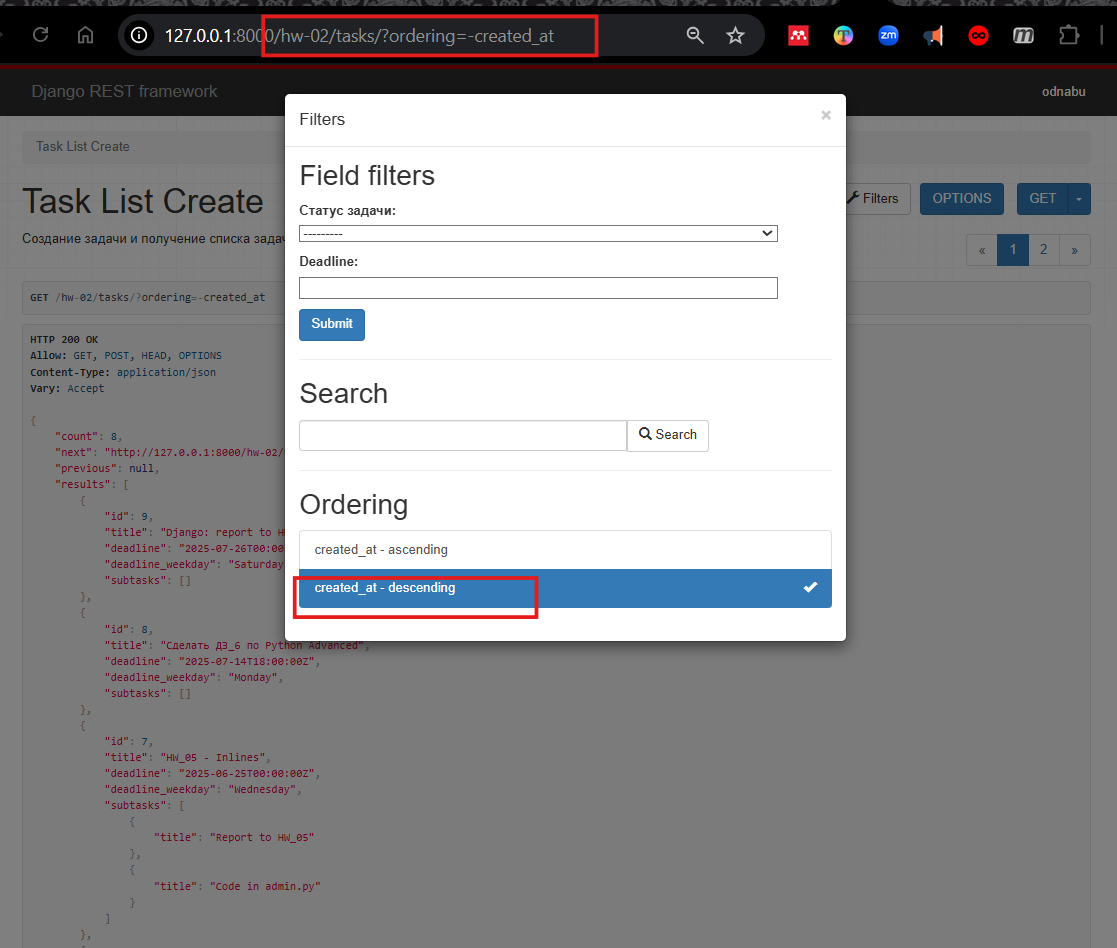 127.0.0.1:8000/hw-02/tasks/?ordering=-created_at
zm
m
Django REST framework
odnabu
Filters
×
Task List Create
Field filters
Task List Create
Filters
OPTIONS
GET
Статус задачи:
---------
Создание задачи и получение списка зада
« 1 2 »
Deadline:
GET /hw-02/tasks/?ordering=-created_at
Submit
HTTP 200 OK
Allow: GET, POST, HEAD, OPTIONS
Content-Type: application/json
Vary: Accept
Search
Search
{
"count": 8,
"next": "http://127.0.0.1:8000/hw-02/
"previous": null,
"results": [
Ordering
created_at - ascending
created_at - descending
{
"id": 9,
"title": "Django: report to H
"deadline": "2025-07-26T00:00
"deadline_weekday": "Saturday
"subtasks": []
},
{
"id": 8,
"title": "Сделать ДЗ_6 по Python Advanced",
"deadline": "2025-07-14T18:00:00Z",
"deadline_weekday": "Monday",
"subtasks": []
},
{
"id": 7,
"title": "HW_05 - Inlines",
"deadline": "2025-06-25T00:00:00Z",
"deadline_weekday": "Wednesday",
"subtasks": [
{
"title": "Report to HW_05"
},
{
"title": "Code in admin.py"
}
]
},